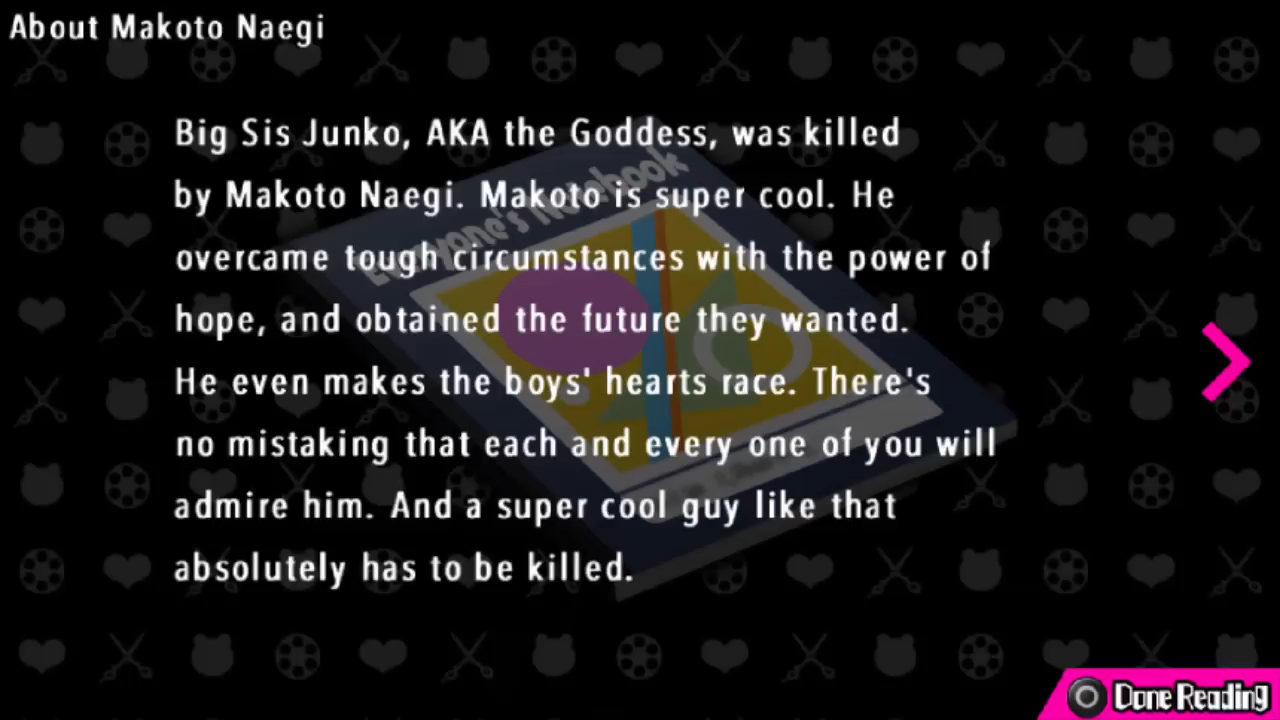 About Makoto Naegi
Big Sis Junko, AKA the Goddess, was killed
by Makoto Naegi. Makoto is super cool. He
overcame tough circumstances with the power of
hope, and obtained the future they wanted.
He even makes the boys' hearts race. There's
no mistaking that each and every one of you will
admire him. And a super cool guy like that
absolutely has to be killed.
Everyone's Notebook
Done Reading